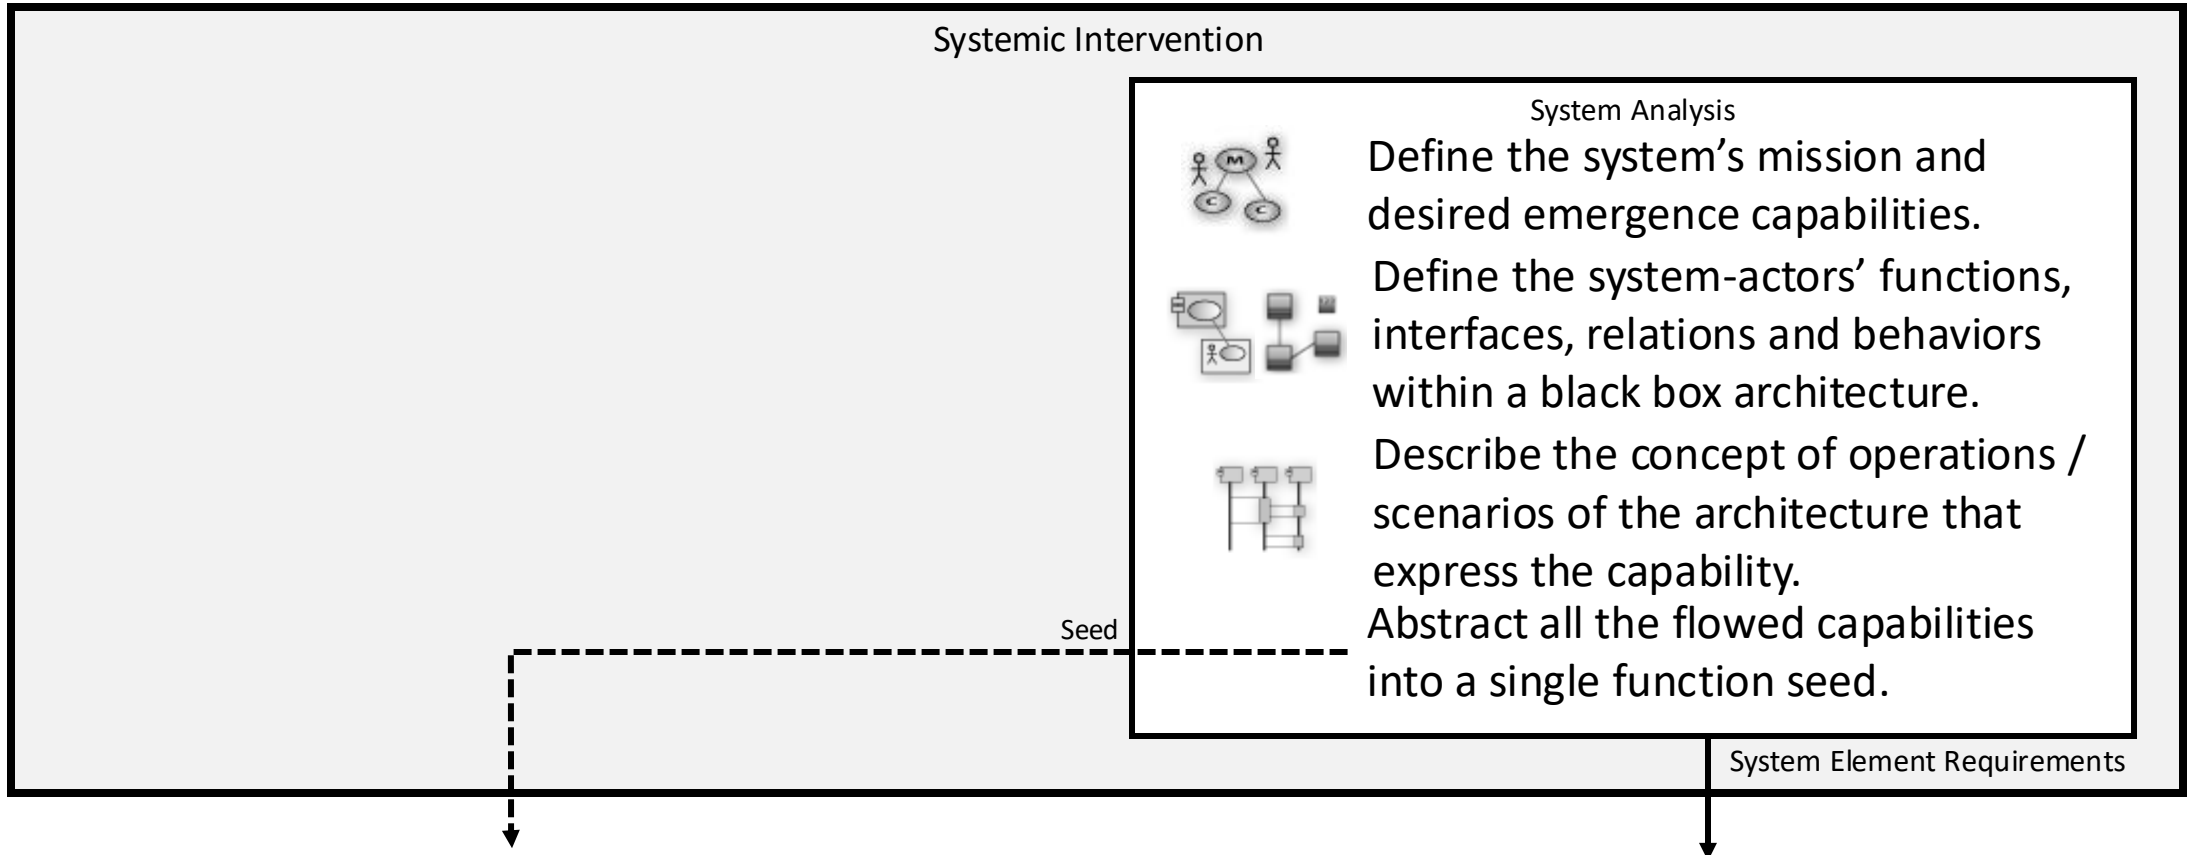 Systemic Intervention
System Analysis
M
C
C
Define the system’s mission and
desired emergence capabilities.
Define the system-actors’ functions,
interfaces, relations and behaviors
within a black box architecture.
Describe the concept of operations /
scenarios of the architecture that
express the capability.
Seed
Abstract all the flowed capabilities
into a single function seed.
System Element Requirements